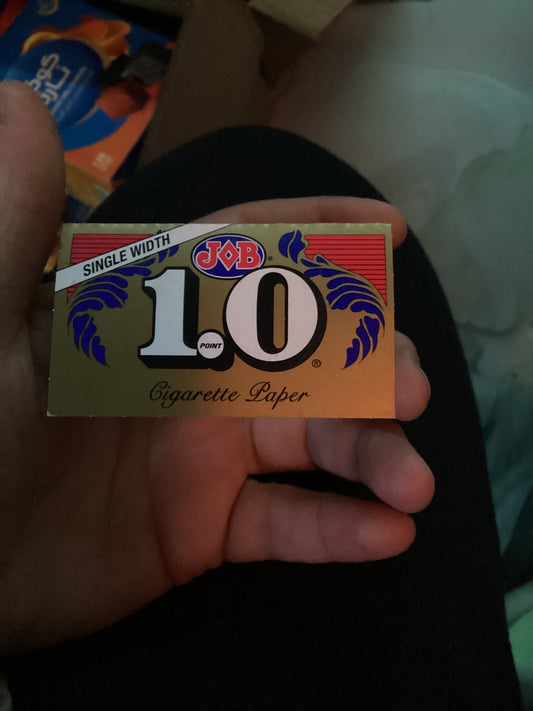 SINGLE WIDTH
JOB®
1.0
POINT
®
Cigarette Paper